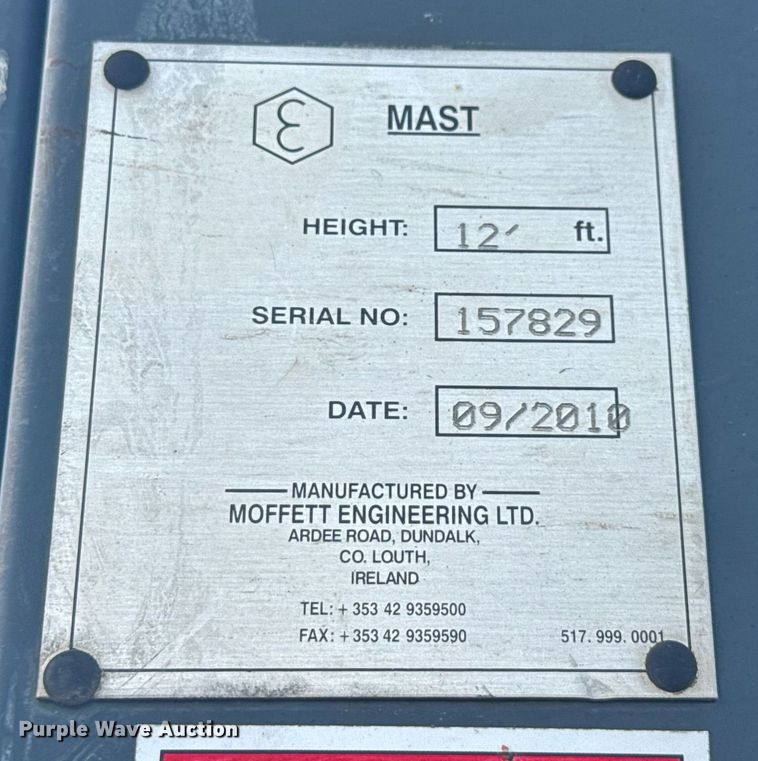 Ɛ MAST
HEIGHT: 12' ft.
SERIAL NO: 157829
DATE: 09/2010
MANUFACTURED BY
MOFFETT ENGINEERING LTD.
ARDEE ROAD, DUNDALK,
CO. LOUTH,
IRELAND
TEL: + 353 42 9359500
FAX: + 353 42 9359590 517. 999. 0001
Purple Wave Auction